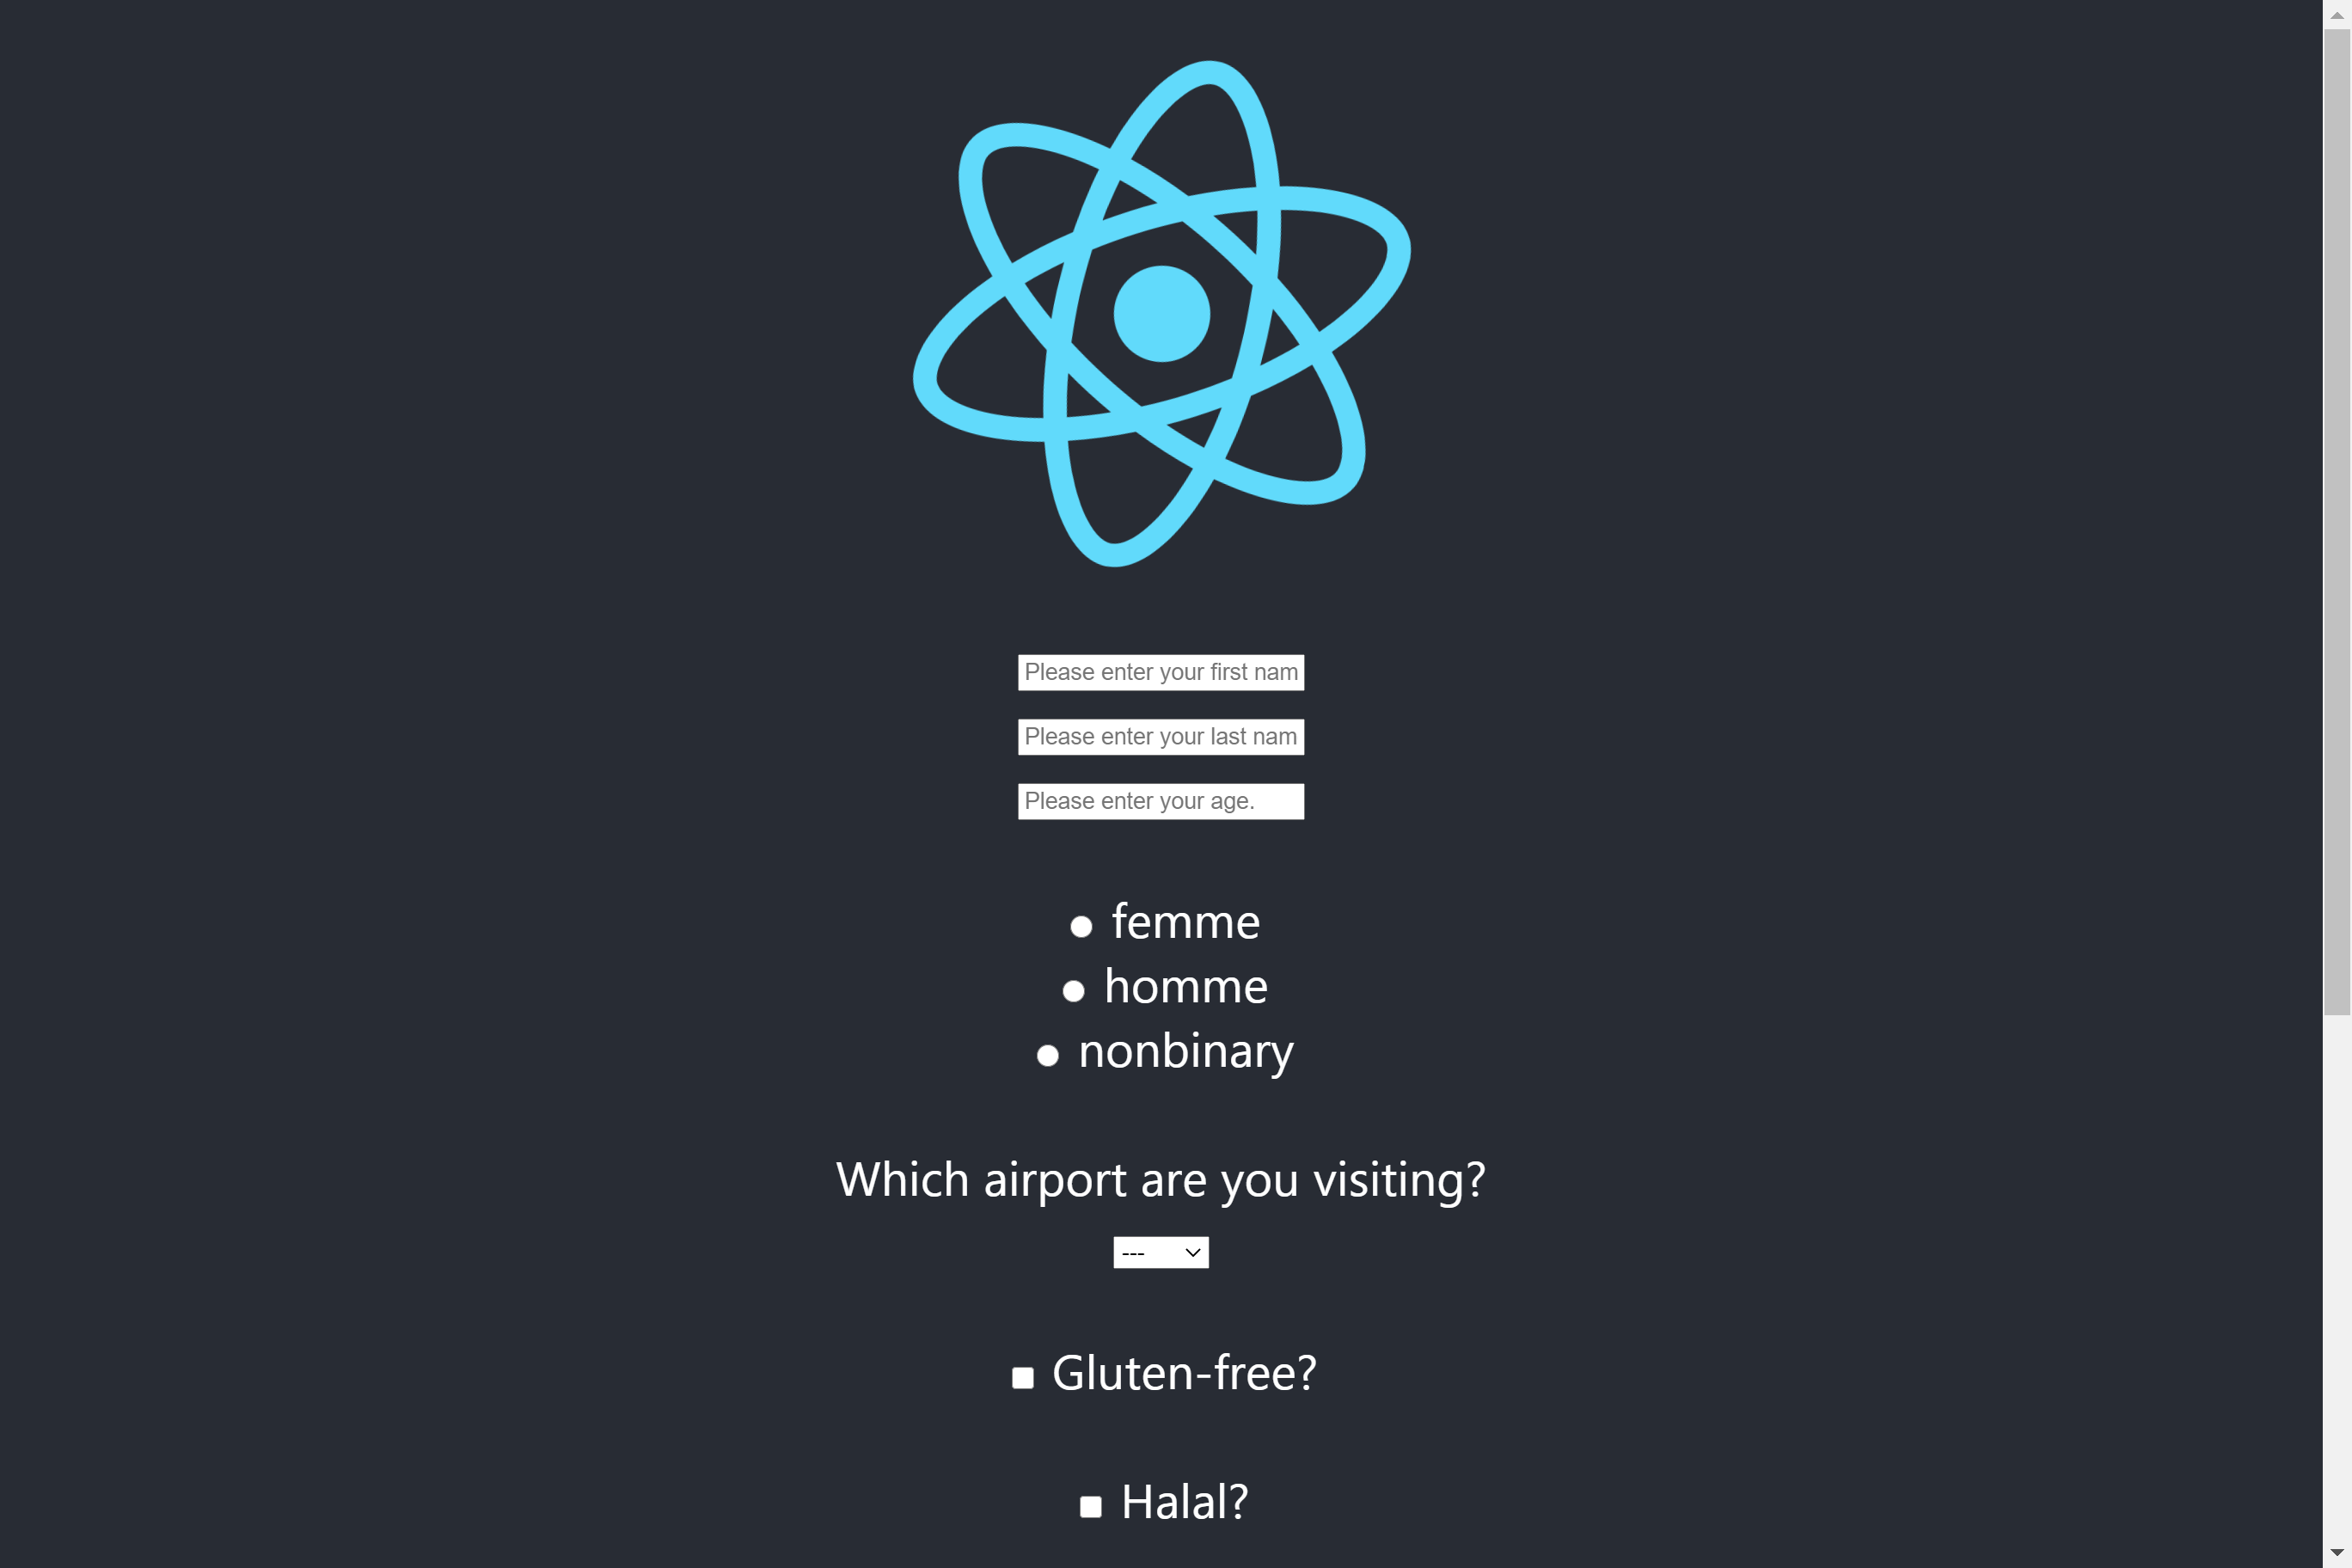 Please enter your first nam
Please enter your last nam
Please enter your age.
femme
homme
nonbinary
Which airport are you visiting?
---
Gluten-free?
Halal?